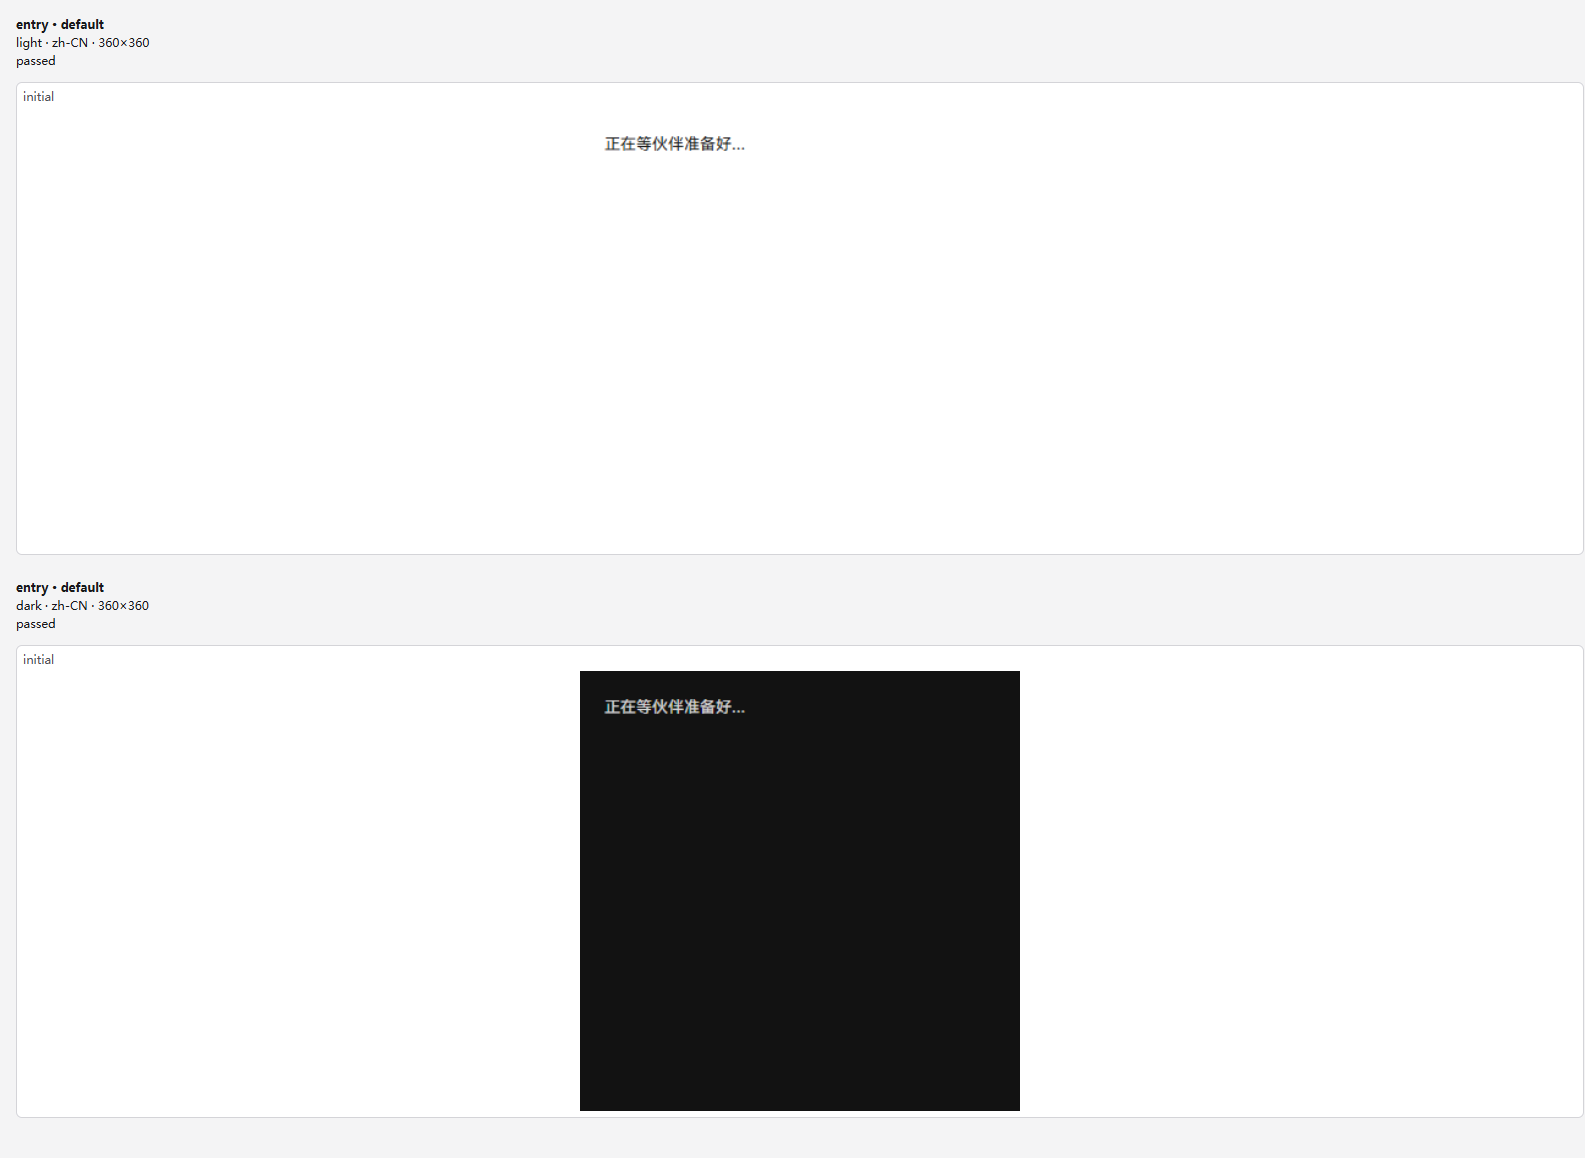 entry • default
light · zh-CN · 360×360
passed
initial
正在等伙伴准备好...
entry • default
dark · zh-CN · 360×360
passed
initial
正在等伙伴准备好...